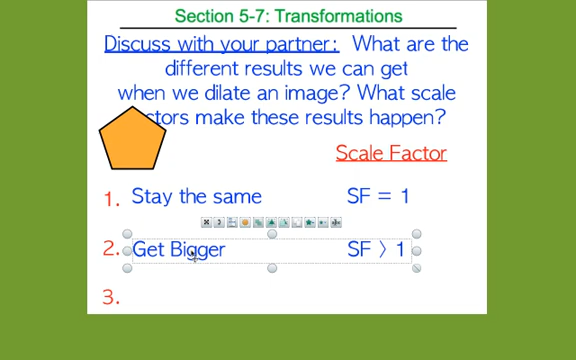 Section 5-7: Transformations
Discuss with your partner: What are the
different results we can get
when we dilate an image? What scale
ctors make these results happen?
Scale Factor
1. Stay the same SF = 1
2. Get Bigger SF > 1
3.